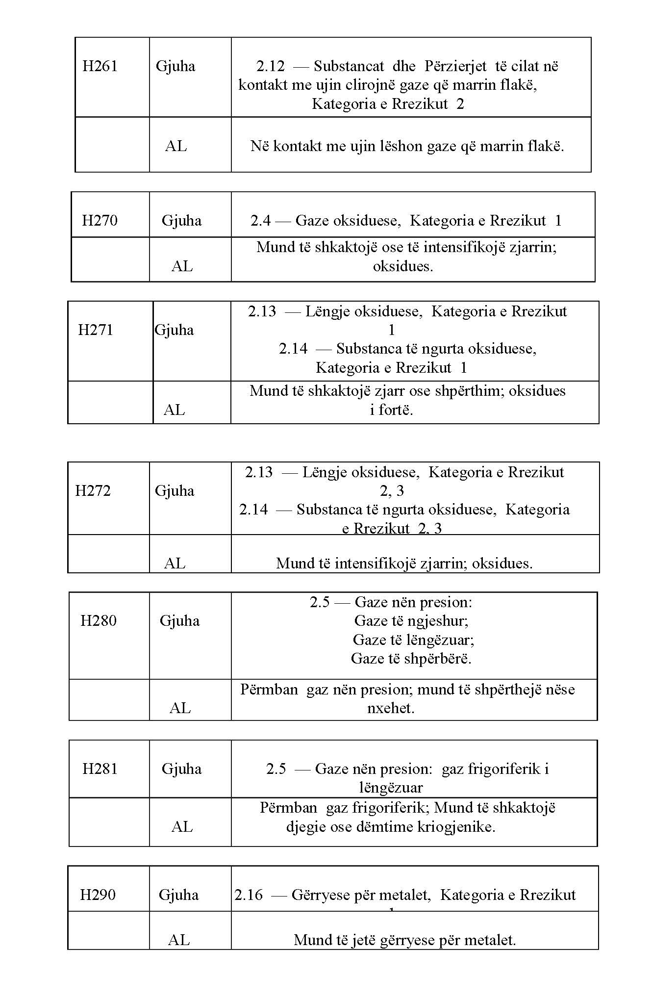 H261 Gjuha 2.12 — Substancat dhe Përzierjet të cilat në
kontakt me ujin clirojnë gaze që marrin flakë,
Kategoria e Rrezikut 2
AL Në kontakt me ujin lëshon gaze që marrin flakë.
H270 Gjuha 2.4 — Gaze oksiduese, Kategoria e Rrezikut 1
Mund të shkaktojë ose të intensifikojë zjarrin;
AL oksidues.
2.13 — Lëngje oksiduese, Kategoria e Rrezikut
H271 Gjuha 1
2.14 — Substanca të ngurta oksiduese,
Kategoria e Rrezikut 1
Mund të shkaktojë zjarr ose shpërthim; oksidues
AL i fortë.
2.13 — Lëngje oksiduese, Kategoria e Rrezikut
H272 Gjuha 2, 3
2.14 — Substanca të ngurta oksiduese, Kategoria
e Rrezikut 2, 3
AL Mund të intensifikojë zjarrin; oksidues.
2.5 — Gaze nën presion:
H280 Gjuha Gaze të ngjeshur;
Gaze të lëngëzuar;
Gaze të shpërbërë.
Përmban gaz nën presion; mund të shpërthejë nëse
AL nxehet.
H281 Gjuha 2.5 — Gaze nën presion: gaz frigoriferik i
lëngëzuar
Përmban gaz frigoriferik; Mund të shkaktojë
AL djegie ose dëmtime kriogjenike.
H290 Gjuha 2.16 — Gërryese për metalet, Kategoria e Rrezikut
AL Mund të jetë gërryese për metalet.